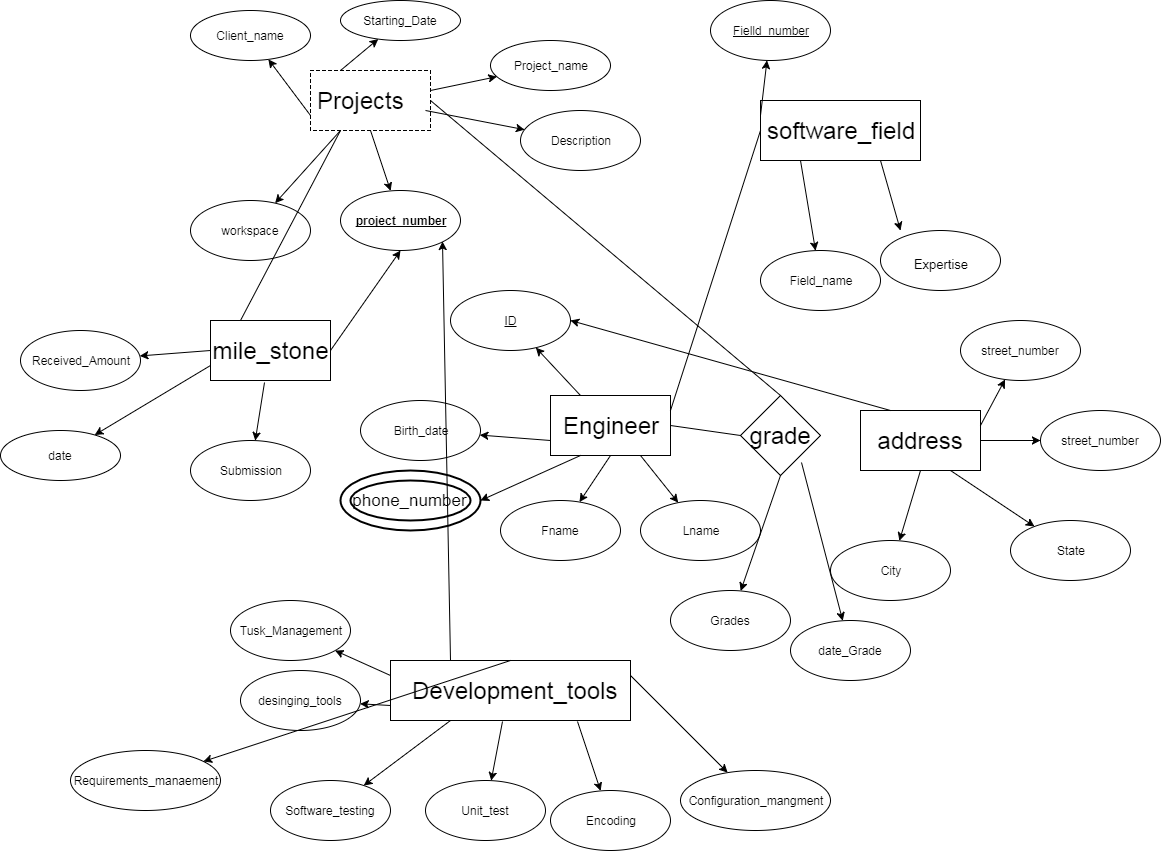 Starting_Date
Client_name
Fielld_number
Project_name
Projects
software_field
Description
project_number
workspace
Expertise
Field_name
ID
mile_stone
street_number
Received_Amount
Engineer
grade
address
Birth_date
street_number
date
Submission
phone_number
Fname
Lname
State
City
Grades
Tusk_Management
date_Grade
Development_tools
desinging_tools
Requirements_manaement
Configuration_mangment
Software_testing
Unit_test
Encoding